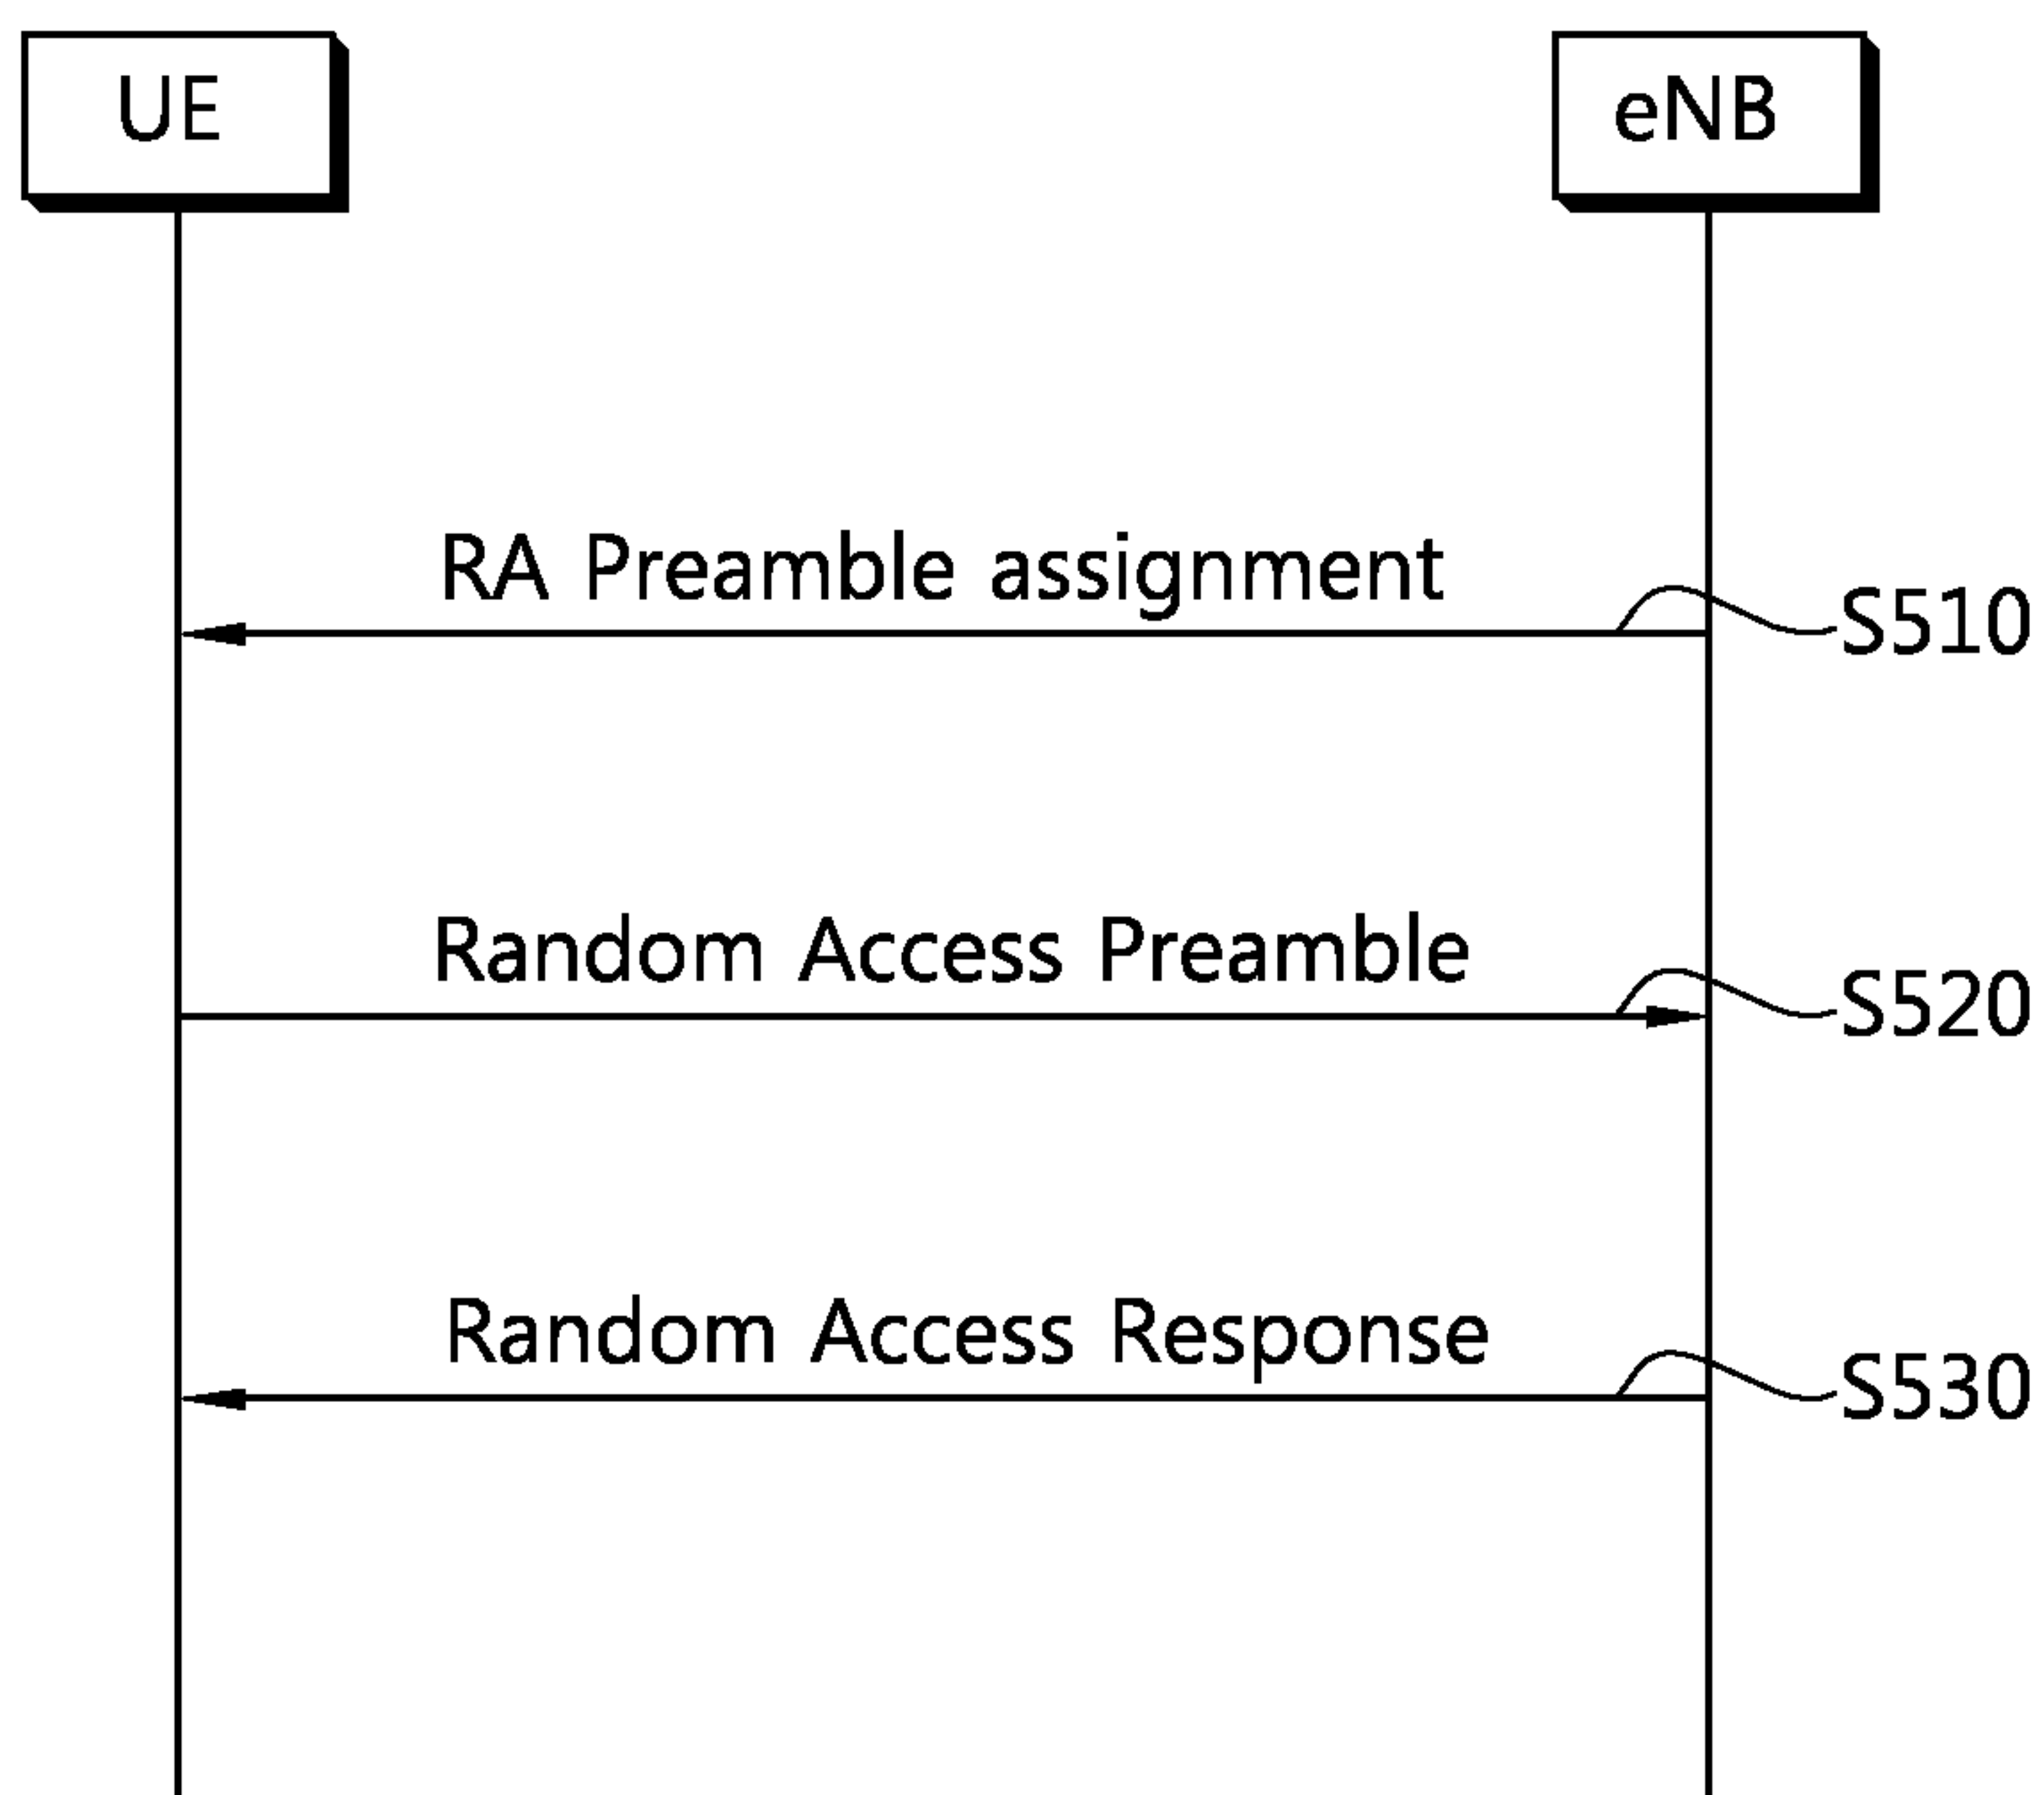 UE
eNB
RA Preamble assignment
S510
Random Access Preamble
S520
Random Access Response
S530